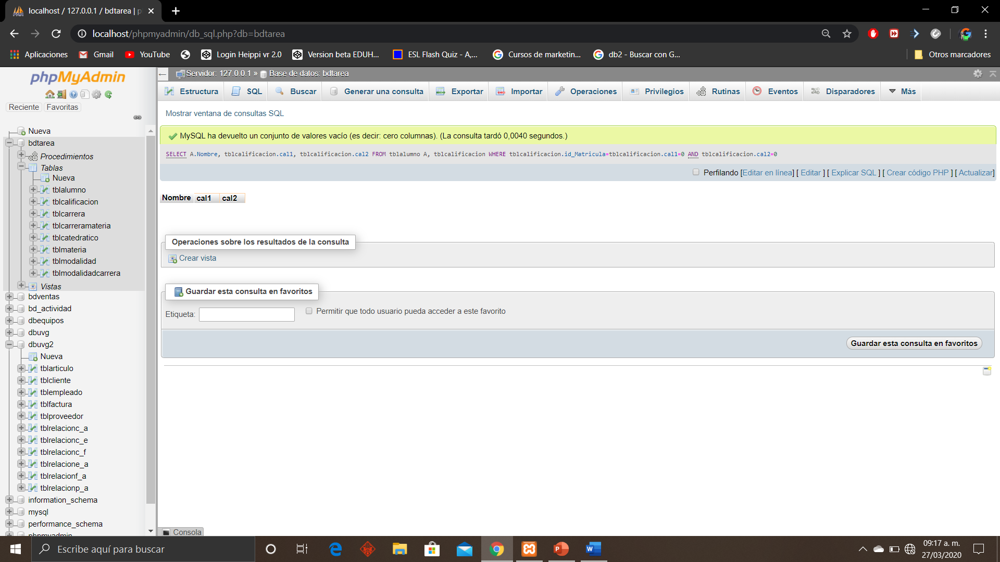 localhost / 127.0.0.1 / bdtarea | p
localhost/phpmyadmin/db_sql.php?db=bdtarea
Aplicaciones Gmail YouTube Login Heippi vr 2.0 Version beta EDUH... ESL Flash Quiz - A,... Cursos de marketin... db2 - Buscar con G... Otros marcadores
phpMyAdmin
Reciente Favoritas
Nueva
bdtarea
Procedimientos
Tablas
Nueva
tblalumno
tblcalificacion
tblcarrera
tblcarreramateria
tblcatedratico
tblmateria
tblmodalidad
tblmodalidadcarrera
Vistas
bdventas
bd_actividad
dbequipos
dbuvg
dbuvg2
Nueva
tblarticulo
tblcliente
tblempleado
tblfactura
tblproveedor
tblrelacionc_a
tblrelacionc_e
tblrelacionc_f
tblrelacione_a
tblrelacionf_a
tblrelacionp_a
information_schema
mysql
performance_schema
phpmyadmin
Servidor: 127.0.0.1 » Base de datos: bdtarea
Estructura SQL Buscar Generar una consulta Exportar Importar Operaciones Privilegios Rutinas Eventos Disparadores Más
Mostrar ventana de consultas SQL
MySQL ha devuelto un conjunto de valores vacío (es decir: cero columnas). (La consulta tardó 0,0040 segundos.)
SELECT A.Nombre, tblcalificacion.cal1, tblcalificacion.cal2 FROM tblalumno A, tblcalificacion WHERE tblcalificacion.id_Matricula=tblcalificacion.cal1=0 AND tblcalificacion.cal2=0
Perfilando [Editar en línea] [ Editar ] [ Explicar SQL ] [ Crear código PHP ] [ Actualizar]
Nombre cal1 cal2
Operaciones sobre los resultados de la consulta
Crear vista
Guardar esta consulta en favoritos
Etiqueta: Permitir que todo usuario pueda acceder a este favorito
Guardar esta consulta en favoritos
Consola
Escribe aquí para buscar
09:17 a. m.
27/03/2020